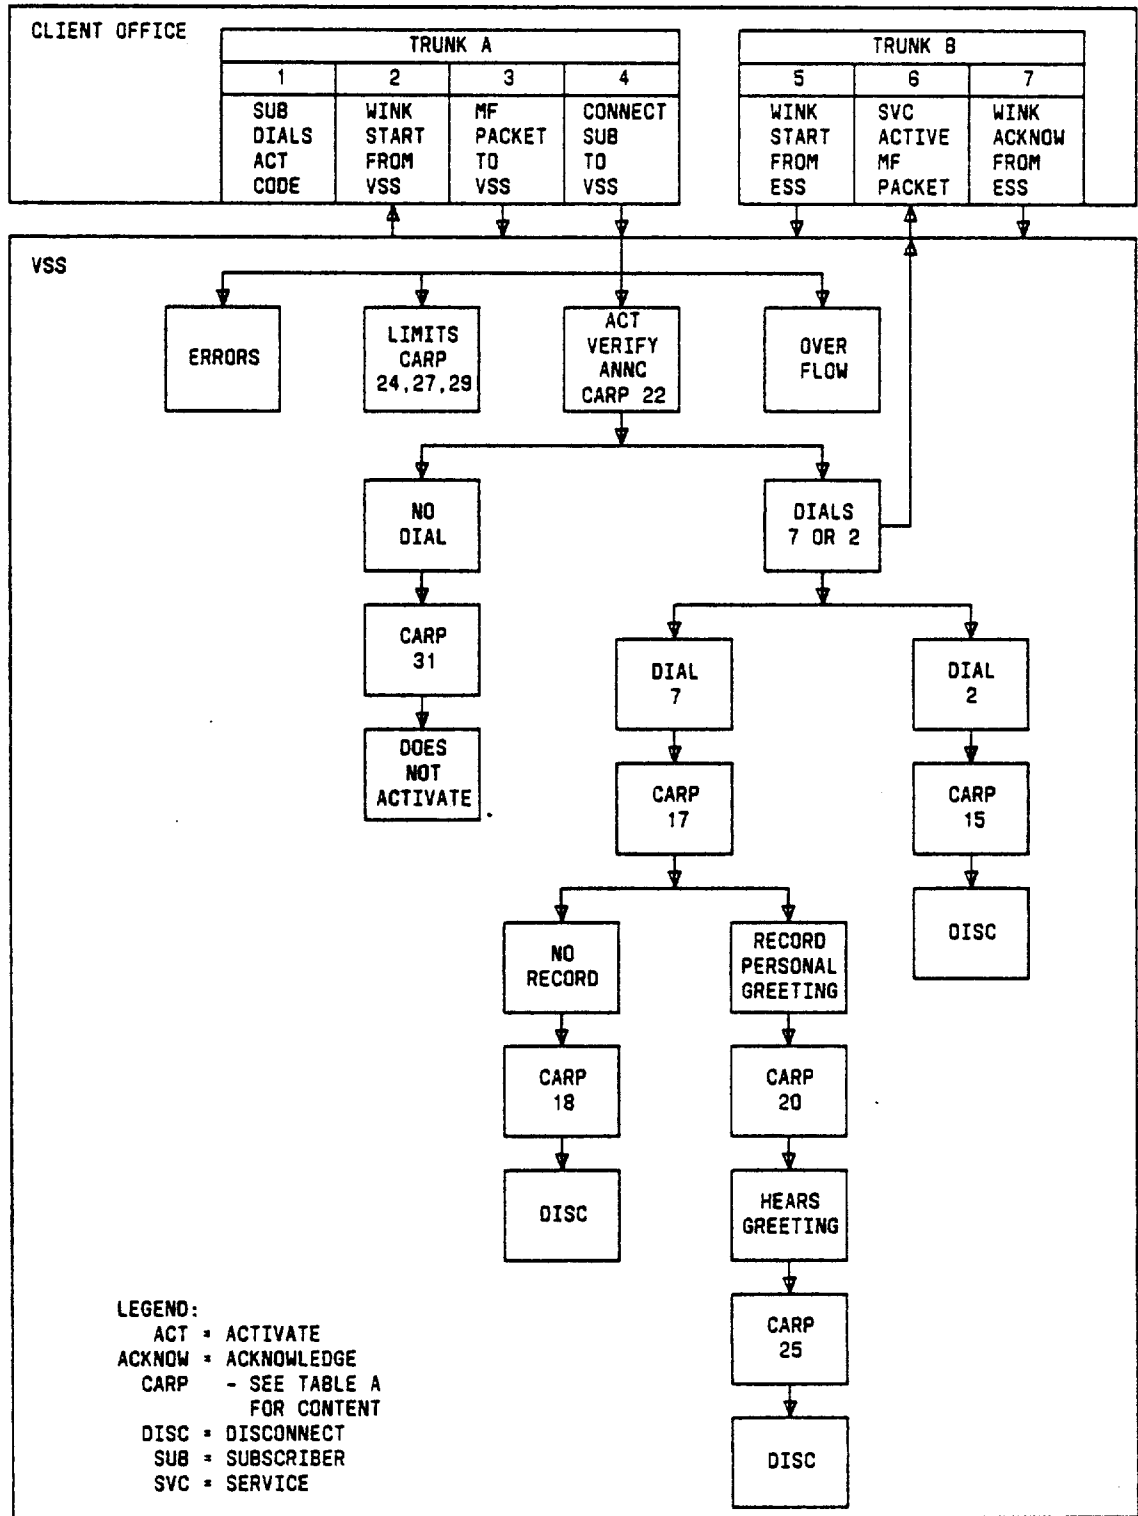 CLIENT OFFICE
TRUNK A
1 2 3 4
SUB WINK MF CONNECT
DIALS START PACKET SUB
ACT FROM TO TO
CODE VSS VSS VSS
TRUNK B
5 6 7
WINK SVC WINK
START ACTIVE ACKNOW
FROM MF FROM
ESS PACKET ESS
VSS
ERRORS
LIMITS
CARP
24,27,29
ACT
VERIFY
ANNC
CARP 22
OVER
FLOW
NO
DIAL
DIALS
7 OR 2
CARP
31
DOES
NOT
ACTIVATE
DIAL
7
DIAL
2
CARP
17
CARP
15
NO
RECORD
RECORD
PERSONAL
GREETING
DISC
CARP
18
CARP
20
DISC
HEARS
GREETING
CARP
25
DISC
LEGEND:
ACT = ACTIVATE
ACKNOW = ACKNOWLEDGE
CARP - SEE TABLE A
FOR CONTENT
DISC = DISCONNECT
SUB = SUBSCRIBER
SVC = SERVICE